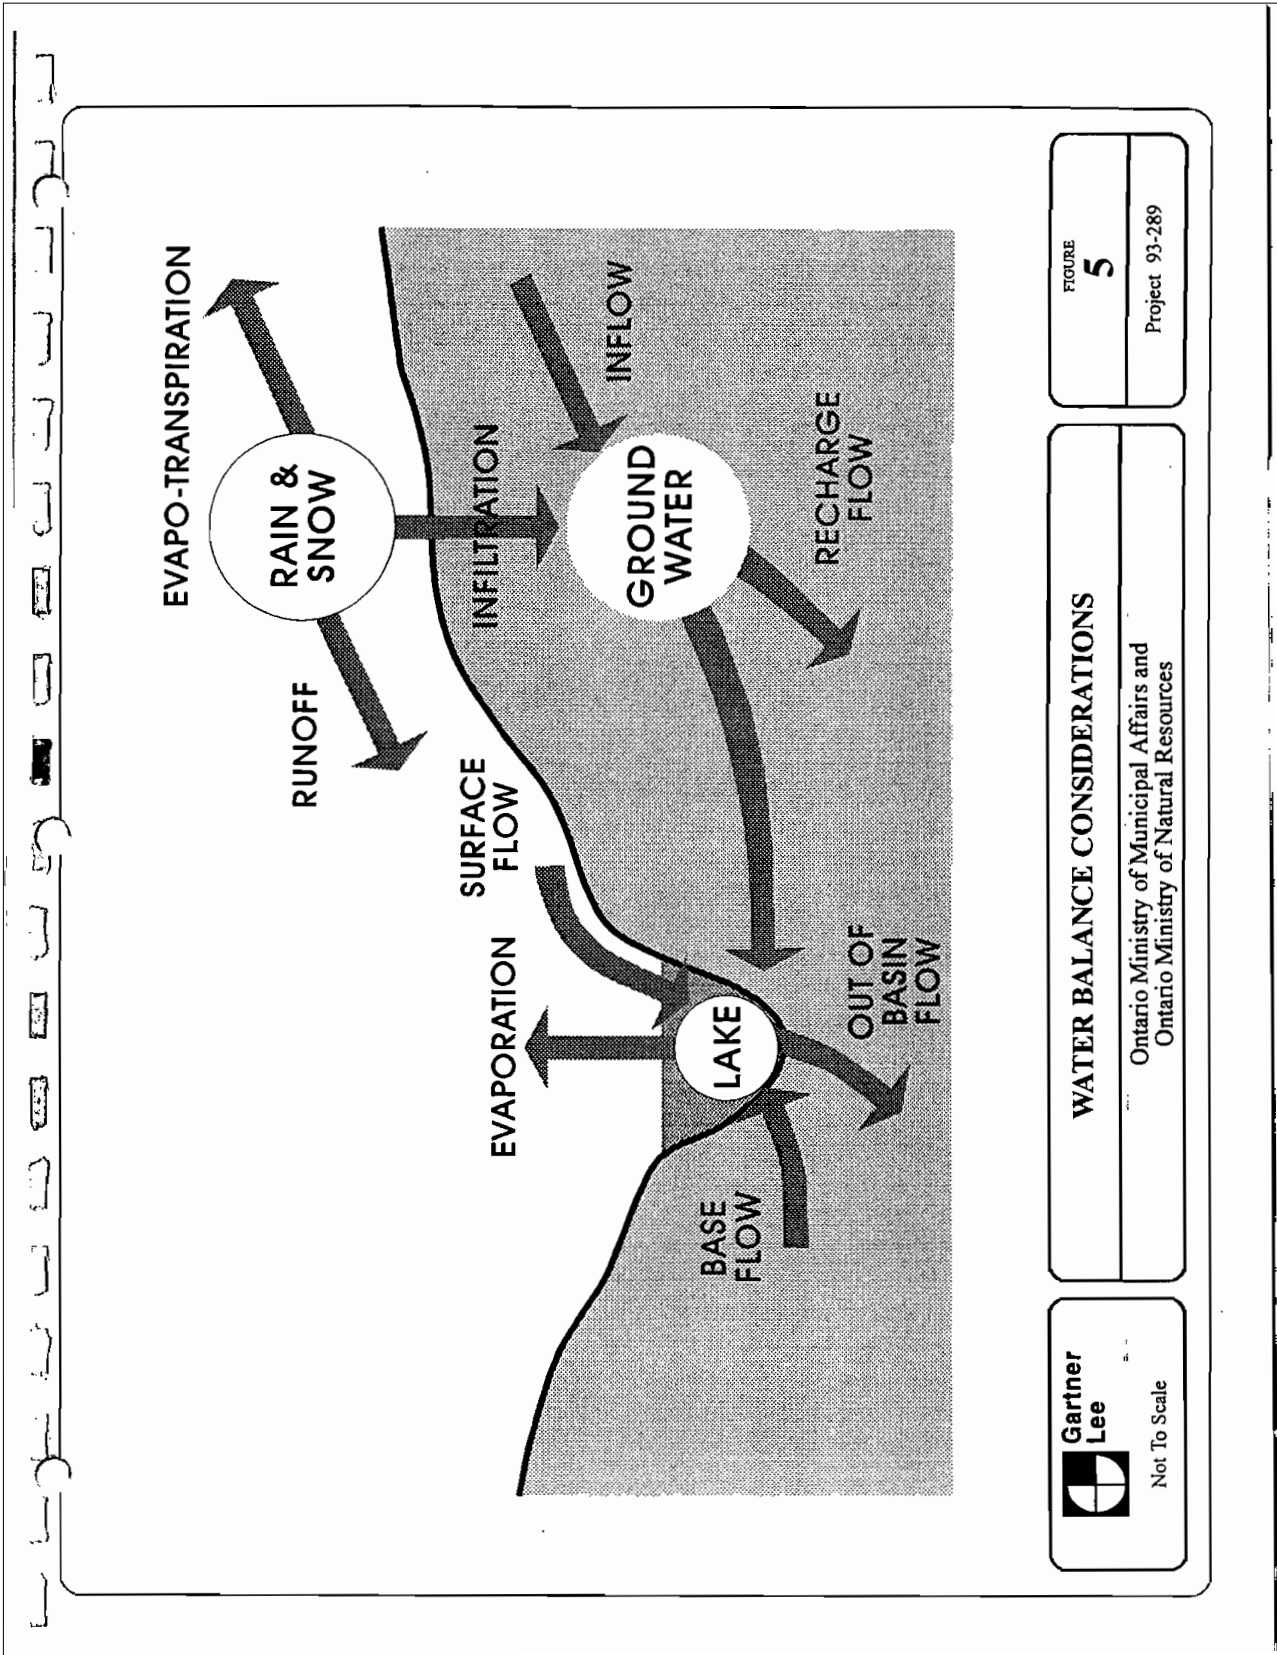 EVAPO-TRANSPIRATION
RAIN &
SNOW
RUNOFF
INFILTRATION
INFLOW
SURFACE
FLOW
EVAPORATION
GROUND
WATER
RECHARGE
FLOW
LAKE
OUT OF
BASIN
FLOW
BASE
FLOW
Gartner
Lee
Not To Scale
WATER BALANCE CONSIDERATIONS
Ontario Ministry of Municipal Affairs and
Ontario Ministry of Natural Resources
FIGURE
5
Project 93-289